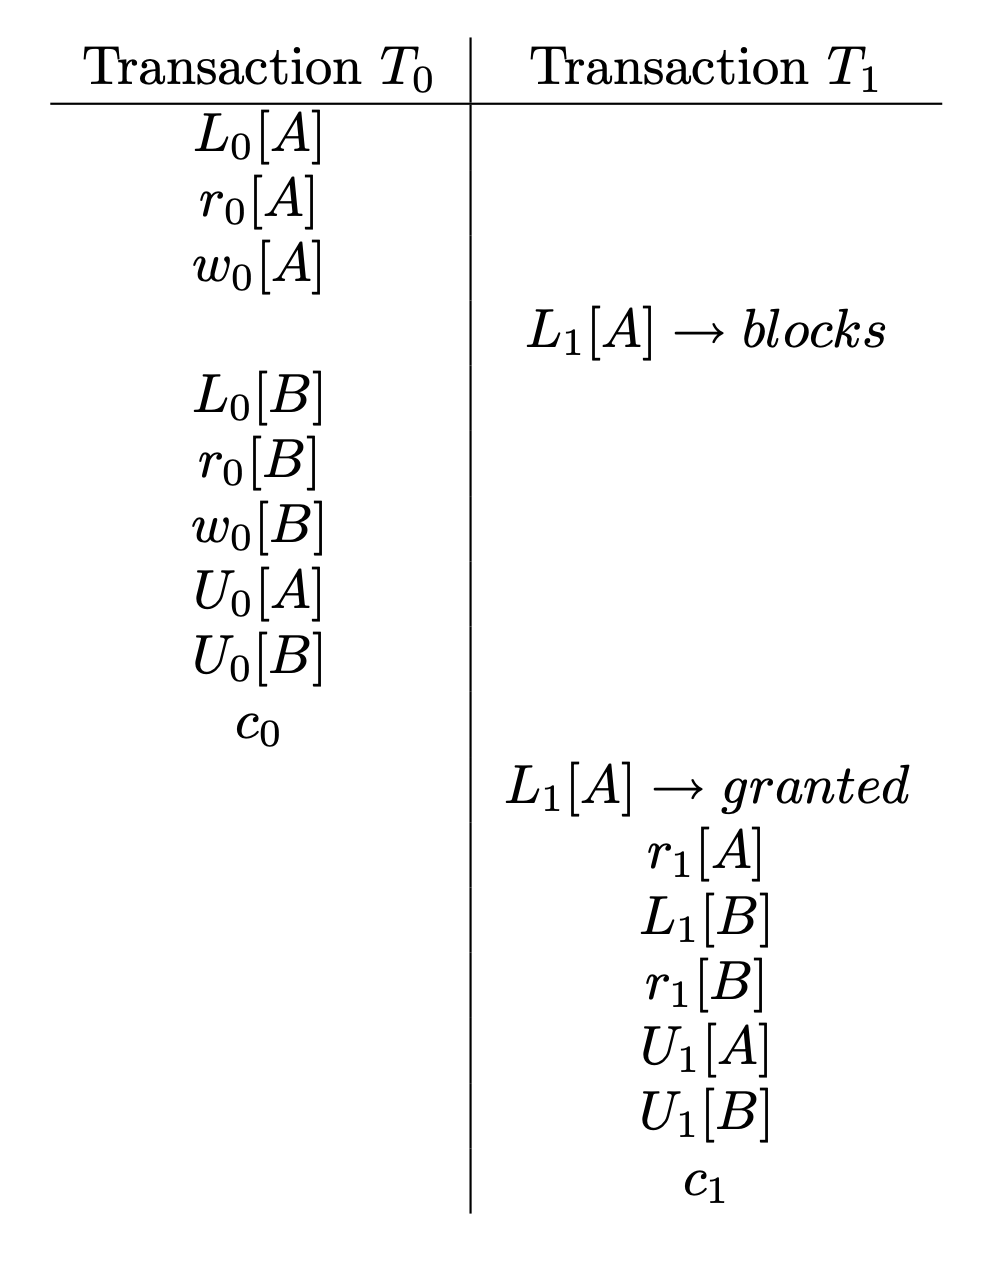 Transaction T₀ Transaction T₁
L₀[A]
r₀[A]
w₀[A]
L₁[A] → blocks
L₀[B]
r₀[B]
w₀[B]
U₀[A]
U₀[B]
c₀
L₁[A] → granted
r₁[A]
L₁[B]
r₁[B]
U₁[A]
U₁[B]
c₁